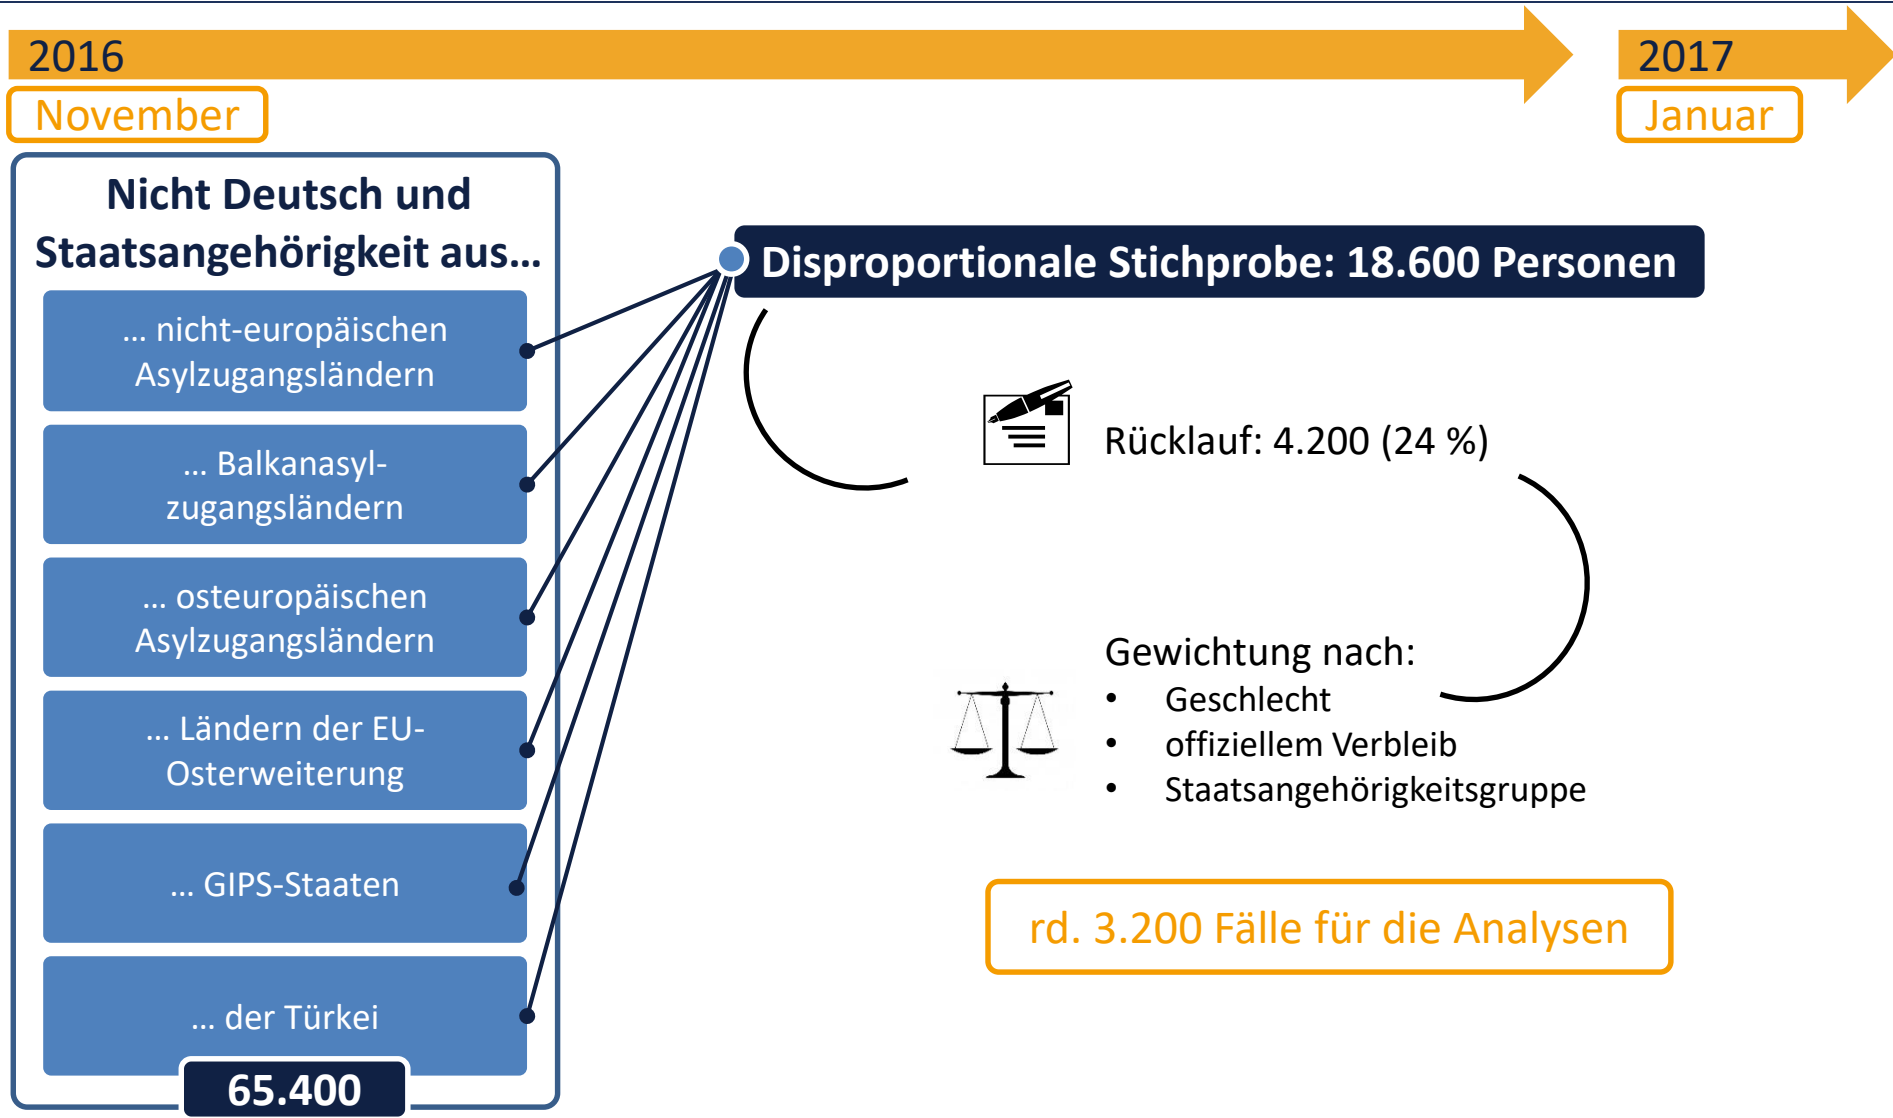 2016
2017
November
Januar
Nicht Deutsch und
Staatsangehörigkeit aus...
... nicht-europäischen
Asylzugangsländern
... Balkanasyl-
zugangsländern
... osteuropäischen
Asylzugangsländern
... Ländern der EU-
Osterweiterung
... GIPS-Staaten
... der Türkei
65.400
Disproportionale Stichprobe: 18.600 Personen
Rücklauf: 4.200 (24 %)
Gewichtung nach:
• Geschlecht
• offiziellem Verbleib
• Staatsangehörigkeitsgruppe
rd. 3.200 Fälle für die Analysen